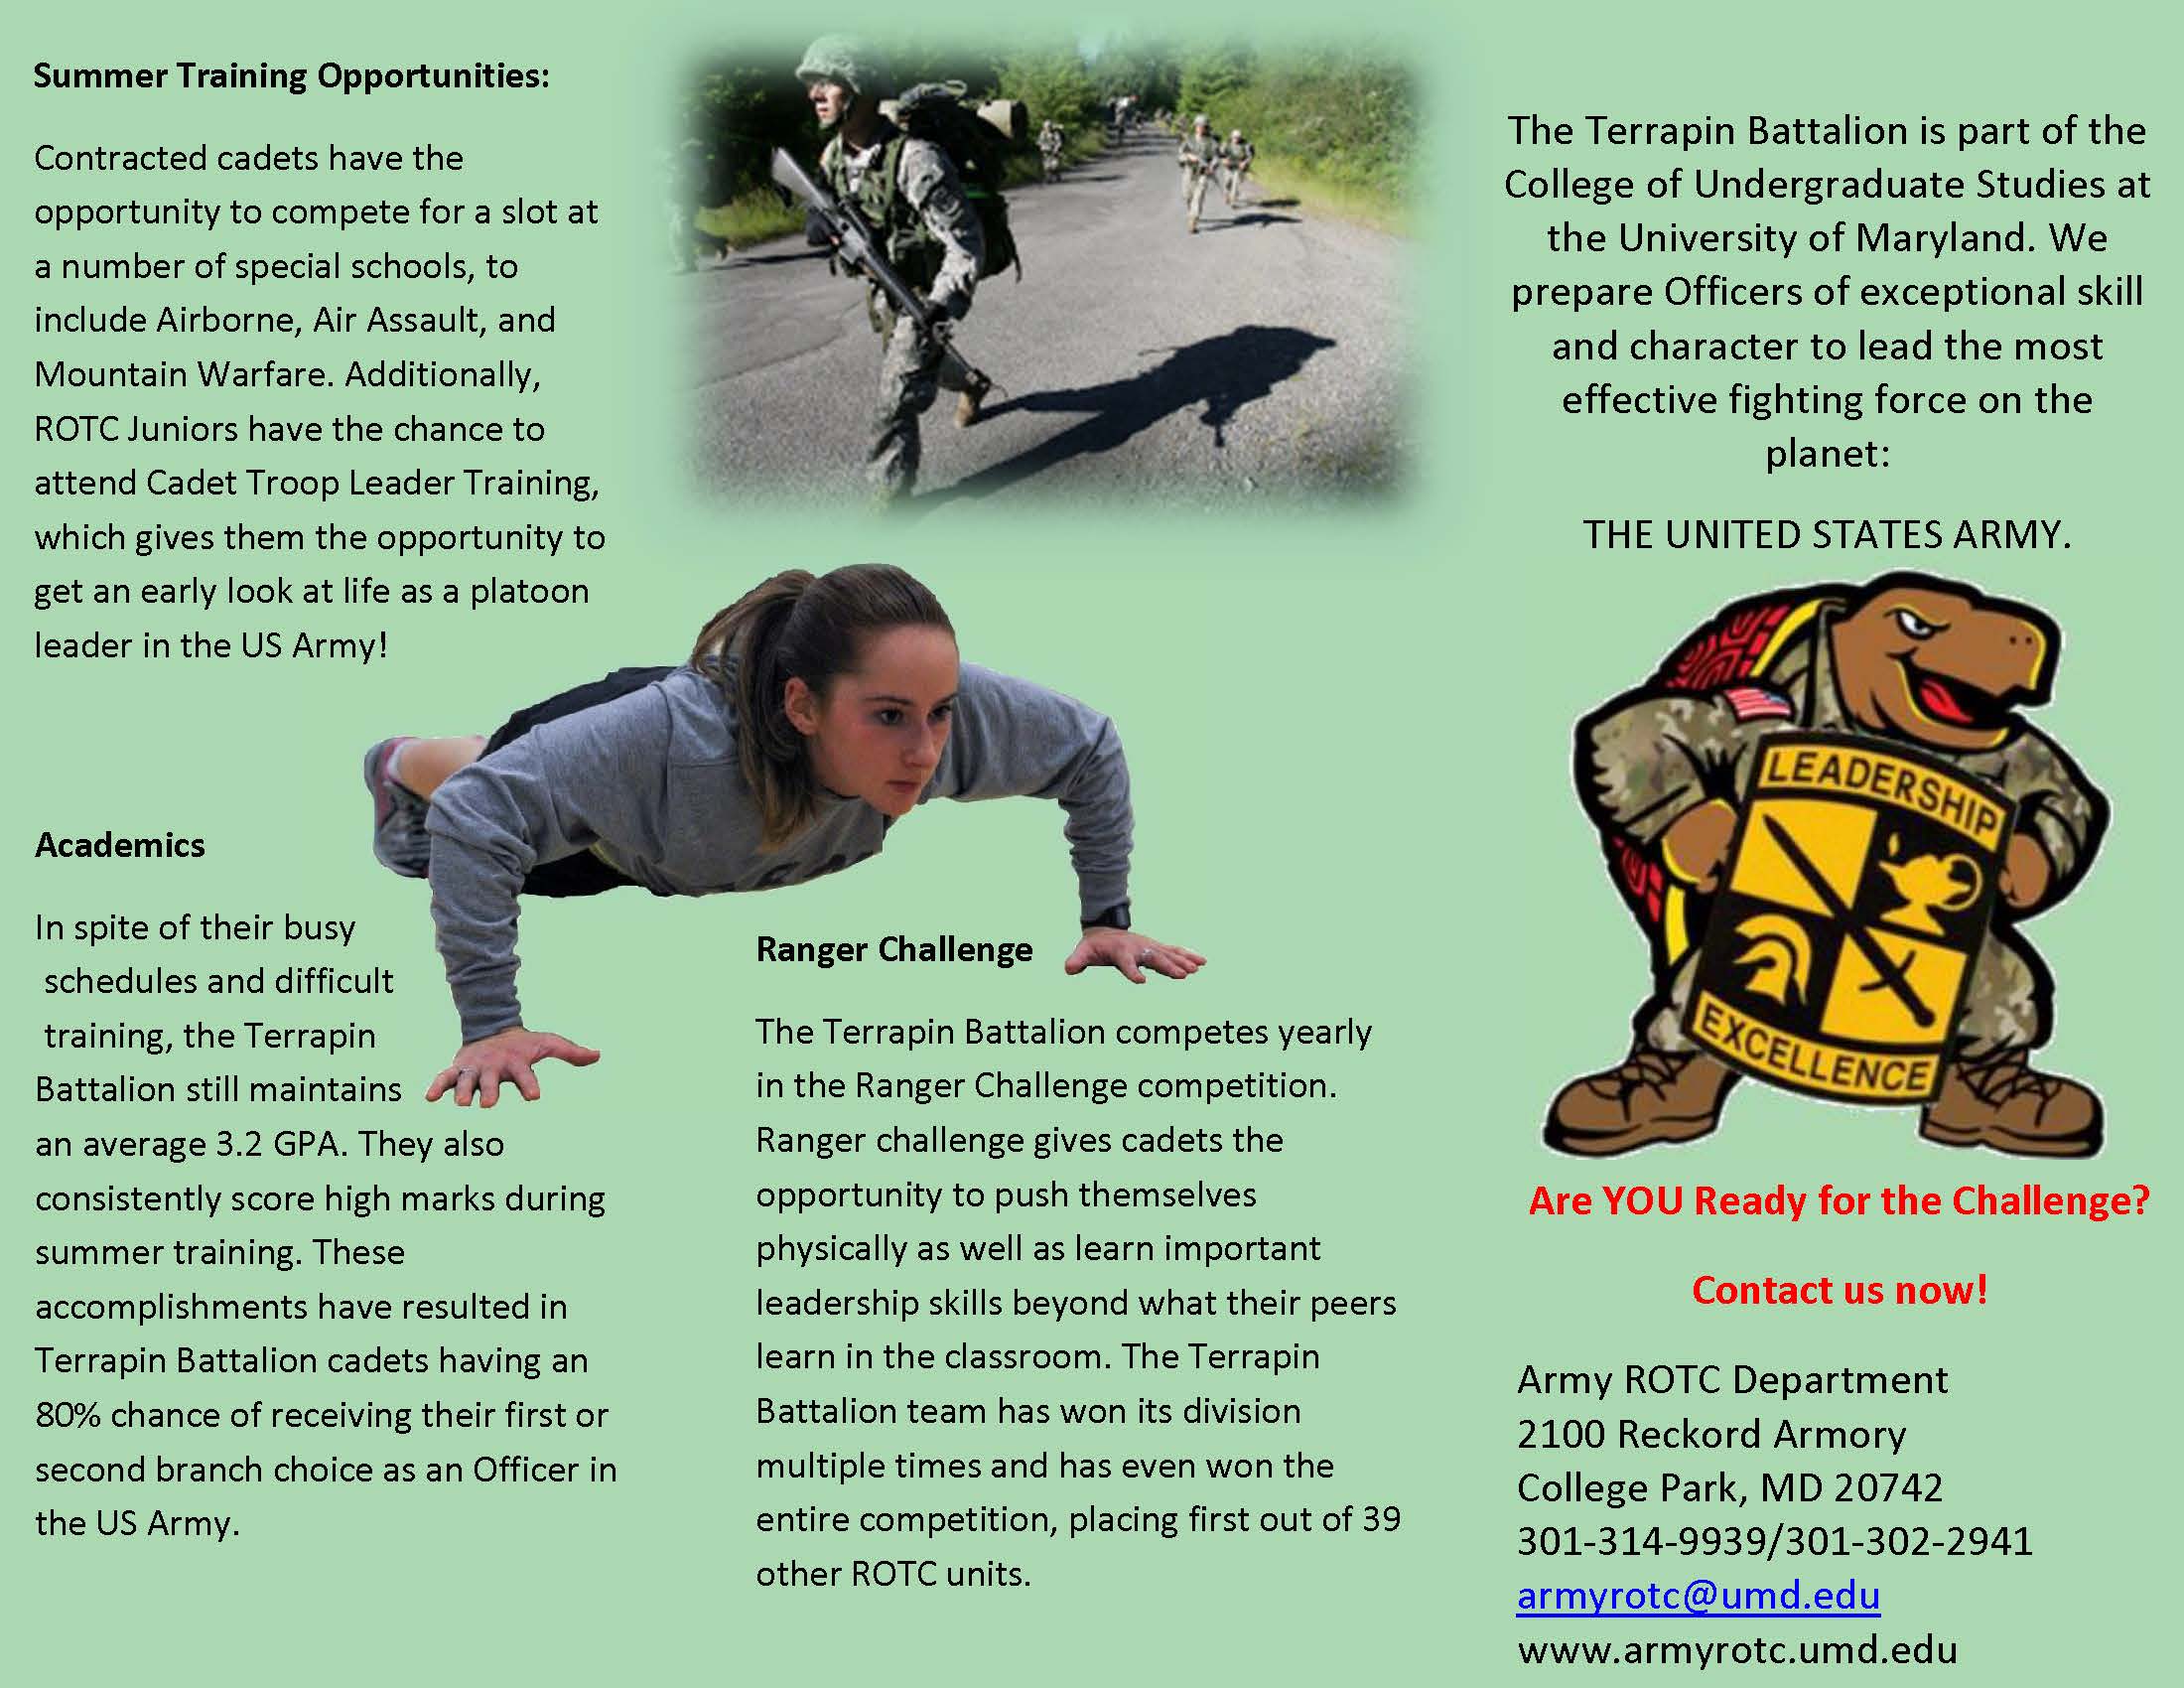 Summer Training Opportunities:
Contracted cadets have the
opportunity to compete for a slot at
a number of special schools, to
include Airborne, Air Assault, and
Mountain Warfare. Additionally,
ROTC Juniors have the chance to
attend Cadet Troop Leader Training,
which gives them the opportunity to
get an early look at life as a platoon
leader in the US Army!
Academics
In spite of their busy
schedules and difficult
training, the Terrapin
Battalion still maintains
an average 3.2 GPA. They also
consistently score high marks during
summer training. These
accomplishments have resulted in
Terrapin Battalion cadets having an
80% chance of receiving their first or
second branch choice as an Officer in
the US Army.
Ranger Challenge
The Terrapin Battalion competes yearly
in the Ranger Challenge competition.
Ranger challenge gives cadets the
opportunity to push themselves
physically as well as learn important
leadership skills beyond what their peers
learn in the classroom. The Terrapin
Battalion team has won its division
multiple times and has even won the
entire competition, placing first out of 39
other ROTC units.
The Terrapin Battalion is part of the
College of Undergraduate Studies at
the University of Maryland. We
prepare Officers of exceptional skill
and character to lead the most
effective fighting force on the
planet:
THE UNITED STATES ARMY.
LEADERSHIP
EXCELLENCE
Are YOU Ready for the Challenge?
Contact us now!
Army ROTC Department
2100 Reckord Armory
College Park, MD 20742
301-314-9939/301-302-2941
armyrotc@umd.edu
www.armyrotc.umd.edu